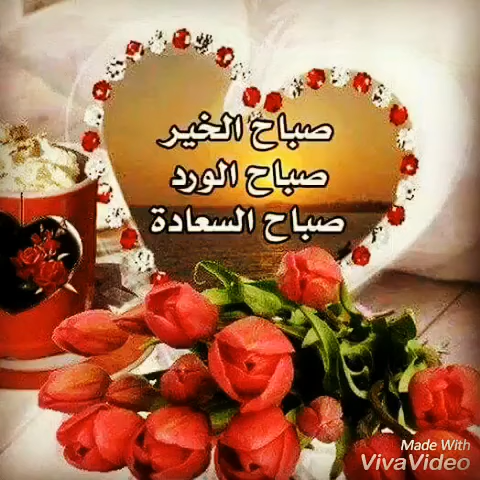 صباح الخير
صباح الورد
صباح السعادة
Made With
VivaVideo